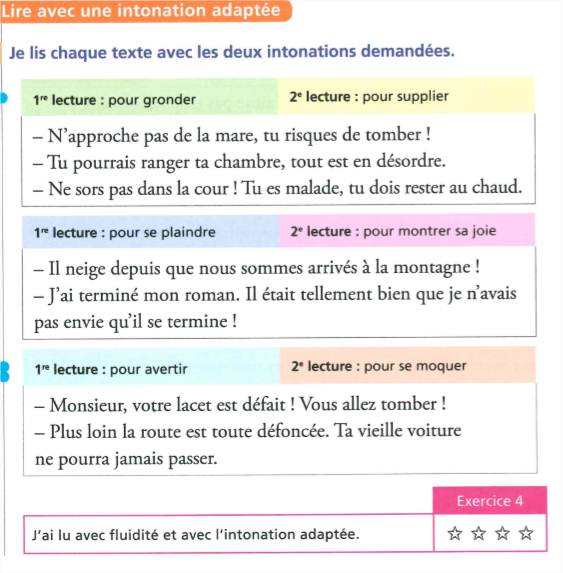 Lire avec une intonation adaptée
Je lis chaque texte avec les deux intonations demandées.
1re lecture : pour gronder
2e lecture : pour supplier
– N’approche pas de la mare, tu risques de tomber !
– Tu pourrais ranger ta chambre, tout est en désordre.
– Ne sors pas dans la cour ! Tu es malade, tu dois rester au chaud.
1re lecture : pour se plaindre
2e lecture : pour montrer sa joie
– Il neige depuis que nous sommes arrivés à la montagne !
– J’ai terminé mon roman. Il était tellement bien que je n’avais
pas envie qu’il se termine !
1re lecture : pour avertir
2e lecture : pour se moquer
– Monsieur, votre lacet est défait ! Vous allez tomber !
– Plus loin la route est toute défoncée. Ta vieille voiture
ne pourra jamais passer.
Exercice 4
J’ai lu avec fluidité et avec l’intonation adaptée.